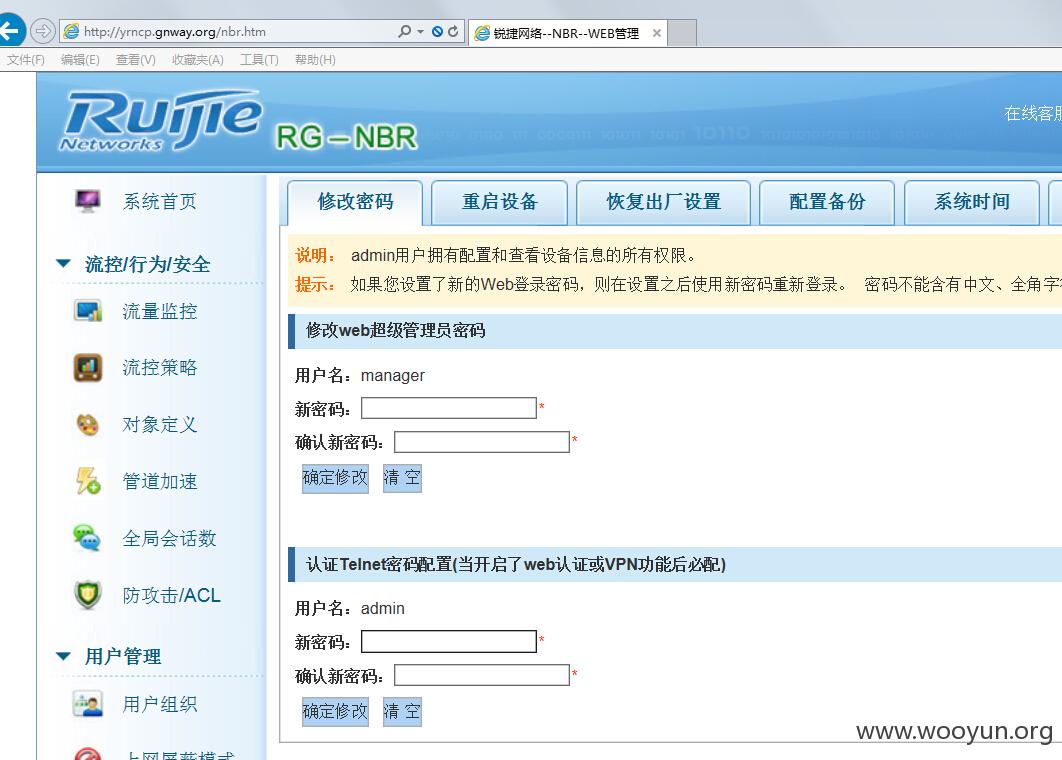 http://yrncp.gnway.org/nbr.htm
锐捷网络--NBR--WEB管理
文件(F) 编辑(E) 查看(V) 收藏夹(A) 工具(T) 帮助(H)
Ruijie
Networks
RG-NBR
在线客服
系统首页
流控/行为/安全
流量监控
流控策略
对象定义
管道加速
全局会话数
防攻击/ACL
用户管理
用户组织
上网屏蔽模式
修改密码 重启设备 恢复出厂设置 配置备份 系统时间
说明： admin用户拥有配置和查看设备信息的所有权限。
提示： 如果您设置了新的Web登录密码，则在设置之后使用新密码重新登录。 密码不能含有中文、全角字
修改web超级管理员密码
用户名：manager
新密码： *
确认新密码： *
确定修改 清 空
认证Telnet密码配置(当开启了web认证或VPN功能后必配)
用户名：admin
新密码： *
确认新密码： *
确定修改 清 空
www.wooyun.org